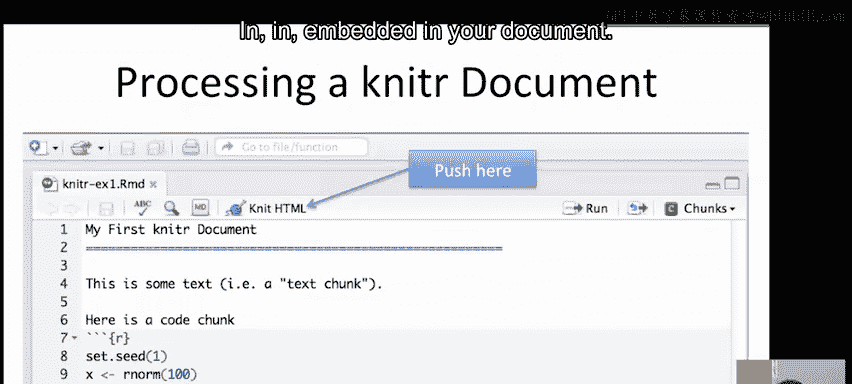 In, in, embedded in your document.
Processing a knitr Document
Go to file/function
Push here
knitr-ex1.Rmd
ABC
MD
Knit HTML
Run
Chunks
1 My First knitr Document
2 ==========================================================
3
4 This is some text (i.e. a "text chunk").
5
6 Here is a code chunk
7 ```{r}
8 set.seed(1)
9 x <- rnorm(100)